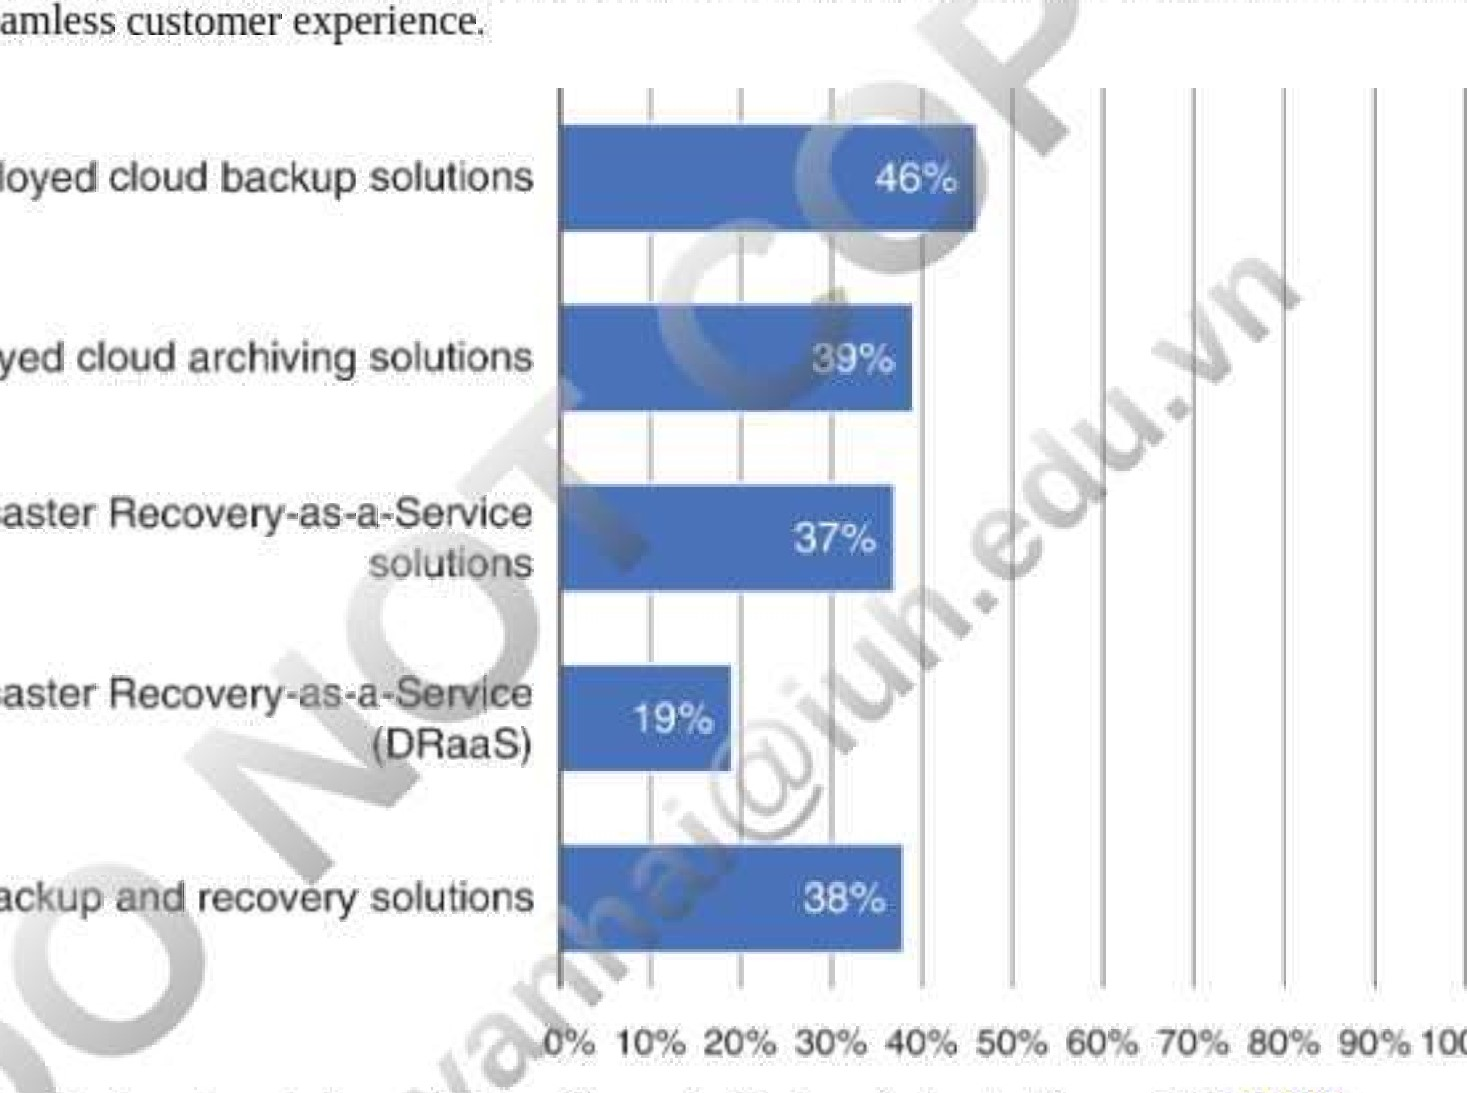 amless customer experience.
loyed cloud backup solutions
46%
yed cloud archiving solutions
39%
aster Recovery-as-a-Service
solutions
37%
aster Recovery-as-a-Service
(DRaaS)
19%
ackup and recovery solutions
38%
0% 10% 20% 30% 40% 50% 60% 70% 80% 90% 100
DO NOT COP
vanhai@iuh.edu.vn